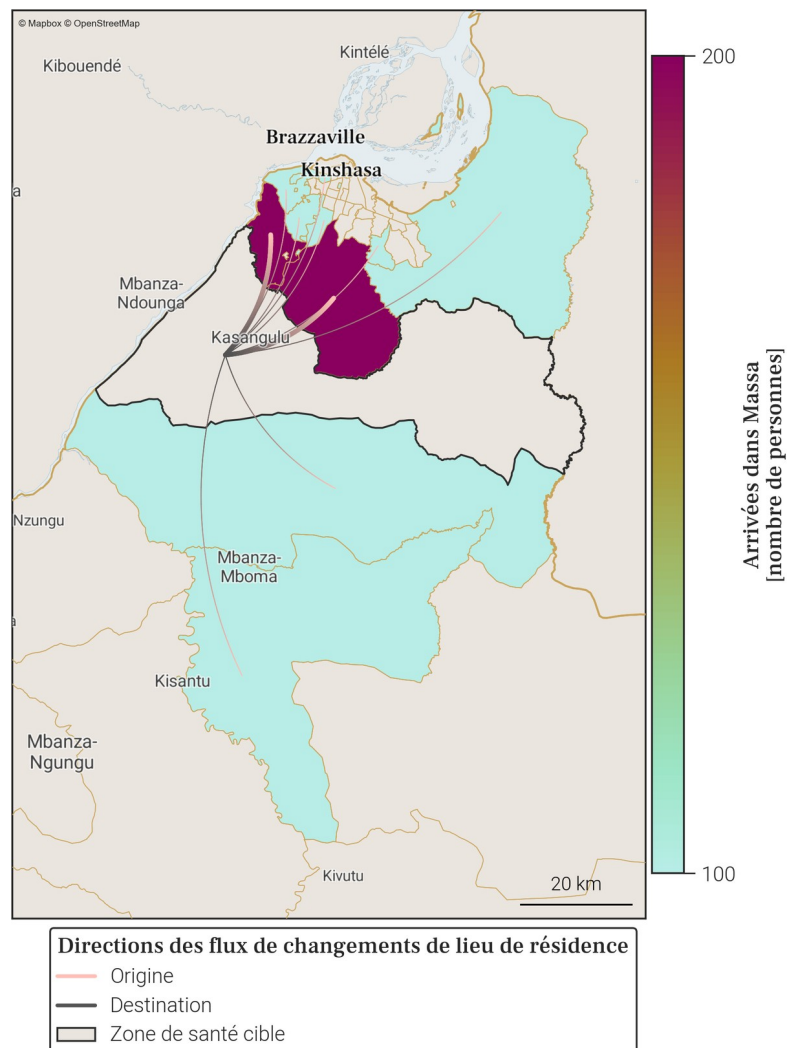 © Mapbox © OpenStreetMap
Kintélé
Kibouendé
Brazzaville
Kinshasa
a
Mbanza-
Ndounga
Kasangulu
Nzungu
Mbanza-
Mboma
a
Kisantu
Mbanza-
Ngungu
Kivutu
20 km
200
100
Arrivées dans Massa
[nombre de personnes]
Directions des flux de changements de lieu de résidence
Origine
Destination
Zone de santé cible